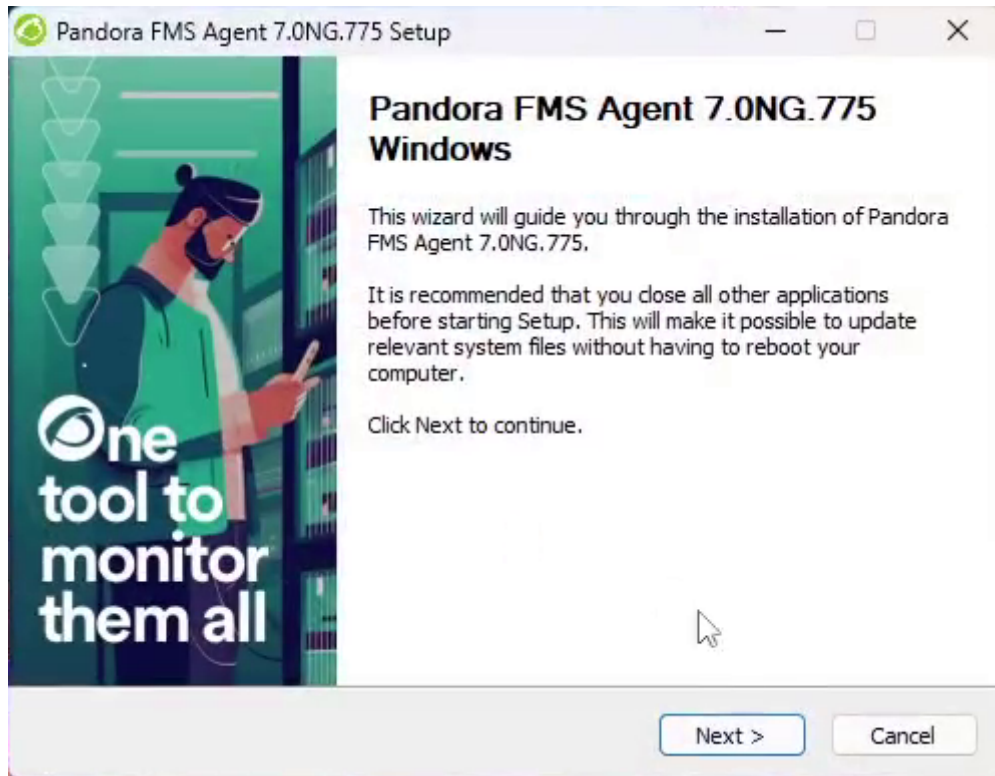 Pandora FMS Agent 7.0NG.775 Setup
Pandora FMS Agent 7.0NG.775
Windows
This wizard will guide you through the installation of Pandora
FMS Agent 7.0NG.775.
It is recommended that you close all other applications
before starting Setup. This will make it possible to update
relevant system files without having to reboot your
computer.
Click Next to continue.
One
tool to
monitor
them all
Next >
Cancel